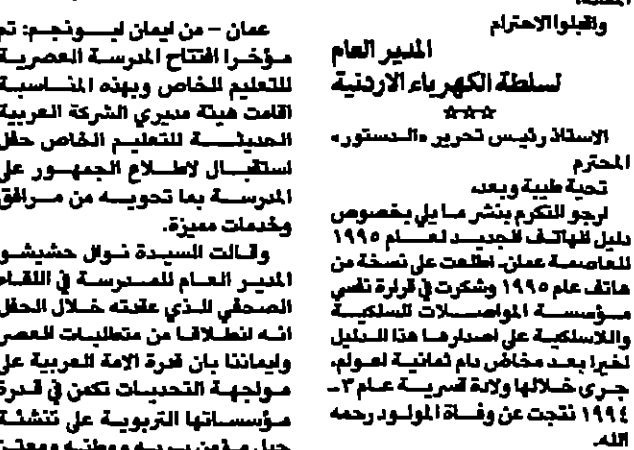 واقبلوا الاحترام
المدير العام
لسلطة الكهرباء الاردنية
☆☆☆
الاستاذ رئيس تحرير «الدستور»
المحترم
تحية طيبة وبعد،
ارجو التكرم بنشر ما يلي بخصوص
دليل الهاتف الجديد لعام ١٩٩٥
للعاصمة عمان. اطلعت على نسخة من
هاتف عام ١٩٩٥ وشكرت في قرارة نفسي
مؤسسة المواصلات السلكية
واللاسلكية على اصدارها هذا الدليل
اخيرا بعد مخاض دام ثمانية اعوام،
جرى خلالها ولادة قسرية عام ٣ـ
١٩٩٤ نتجت عن وفاة المولود رحمه
الله.
عمان – من ايمان ابو نجم: تم
مؤخرا افتتاح المدرسة العصرية
للتعليم الخاص وبهذه المناسبة
اقامت هيئة مديري الشركة العربية
الحديثة للتعليم الخاص حفل
استقبال لاطلاع الجمهور على
المدرسة بما تحويه من مرافق
وخدمات مميزة.
وقالت السيدة نوال حشيشو
المدير العام للمدرسة في اللقاء
الصحفي الذي عقدته خلال الحفل
انه انطلاقا من متطلبات العصر
وايماننا بان قدرة الامة العربية على
مواجهة التحديات تكمن في قدرة
مؤسساتها التربوية على تنشئة